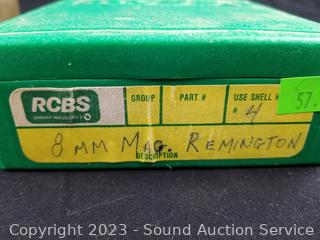 RCBS
GROUP
PART #
USE SHELL H
# 4
57.
8 MM MAG. REMINGTON
DESCRIPTION
Copyright © 2023 - Sound Auction Service